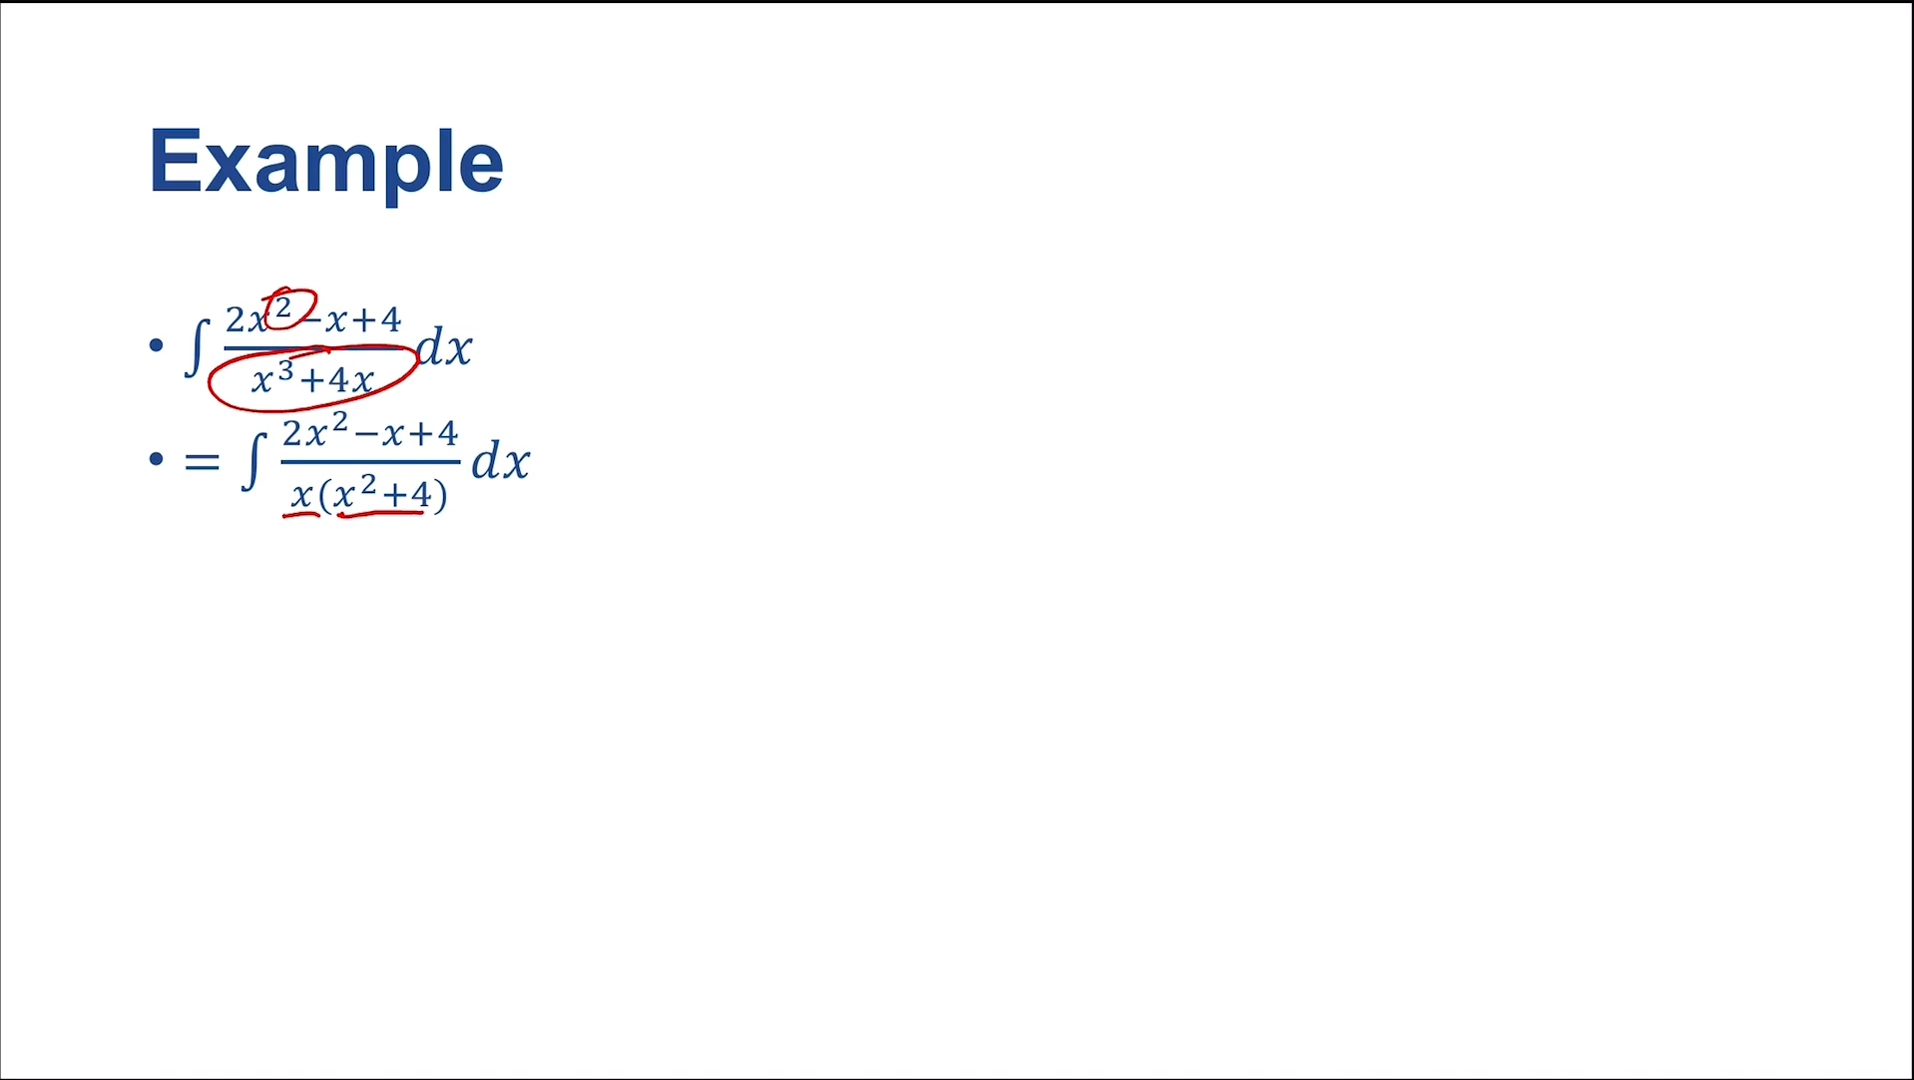 Example
• ∫ (2x² − x + 4)/(x³ + 4x) dx
• = ∫ (2x² − x + 4)/(x(x² + 4)) dx